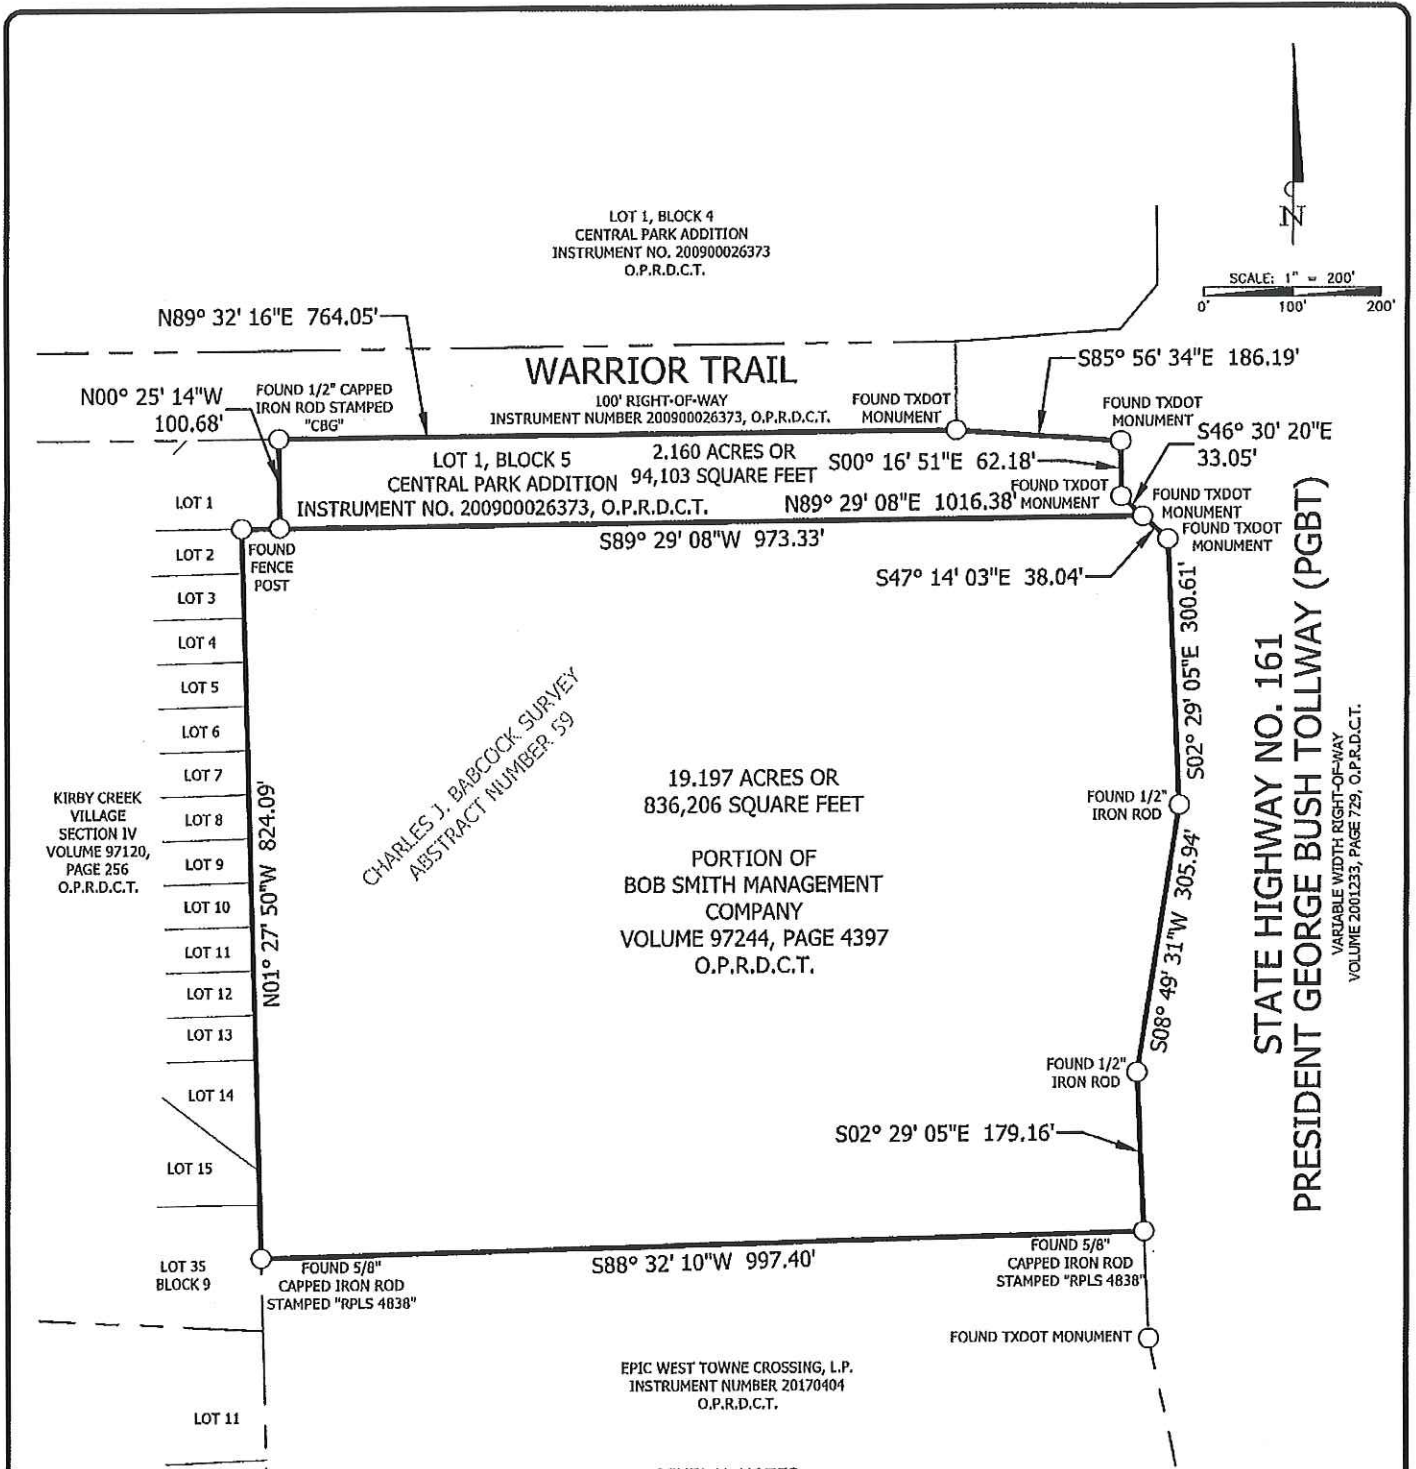 N
SCALE: 1" = 200'
0' 100' 200'
LOT 1, BLOCK 4
CENTRAL PARK ADDITION
INSTRUMENT NO. 200900026373
O.P.R.D.C.T.
N89° 32' 16"E 764.05'
WARRIOR TRAIL
100' RIGHT-OF-WAY
INSTRUMENT NUMBER 200900026373, O.P.R.D.C.T.
S85° 56' 34"E 186.19'
N00° 25' 14"W
100.68'
FOUND 1/2" CAPPED
IRON ROD STAMPED
"CBG"
FOUND TXDOT
MONUMENT
FOUND TXDOT
MONUMENT
S46° 30' 20"E
33.05'
LOT 1, BLOCK 5
CENTRAL PARK ADDITION
INSTRUMENT NO. 200900026373, O.P.R.D.C.T.
2.160 ACRES OR
94,103 SQUARE FEET
S00° 16' 51"E 62.18'
FOUND TXDOT
MONUMENT
FOUND TXDOT
MONUMENT
FOUND TXDOT
MONUMENT
N89° 29' 08"E 1016.38'
S89° 29' 08"W 973.33'
S47° 14' 03"E 38.04'
FOUND
FENCE
POST
LOT 1
LOT 2
LOT 3
LOT 4
LOT 5
LOT 6
LOT 7
LOT 8
LOT 9
LOT 10
LOT 11
LOT 12
LOT 13
LOT 14
LOT 15
KIRBY CREEK
VILLAGE
SECTION IV
VOLUME 97120,
PAGE 256
O.P.R.D.C.T.
N01° 27' 50"W 824.09'
CHARLES J. BABCOCK SURVEY
ABSTRACT NUMBER 59
19.197 ACRES OR
836,206 SQUARE FEET
PORTION OF
BOB SMITH MANAGEMENT
COMPANY
VOLUME 97244, PAGE 4397
O.P.R.D.C.T.
S02° 29' 05"E 300.61'
FOUND 1/2"
IRON ROD
S08° 49' 31"W 305.94'
FOUND 1/2"
IRON ROD
S02° 29' 05"E 179.16'
STATE HIGHWAY NO. 161
PRESIDENT GEORGE BUSH TOLLWAY (PGBT)
VARIABLE WIDTH RIGHT-OF-WAY
VOLUME 2001233, PAGE 729, O.P.R.D.C.T.
LOT 35
BLOCK 9
FOUND 5/8"
CAPPED IRON ROD
STAMPED "RPLS 4838"
S88° 32' 10"W 997.40'
FOUND 5/8"
CAPPED IRON ROD
STAMPED "RPLS 4838"
FOUND TXDOT MONUMENT
EPIC WEST TOWNE CROSSING, L.P.
INSTRUMENT NUMBER 20170404
O.P.R.D.C.T.
LOT 11